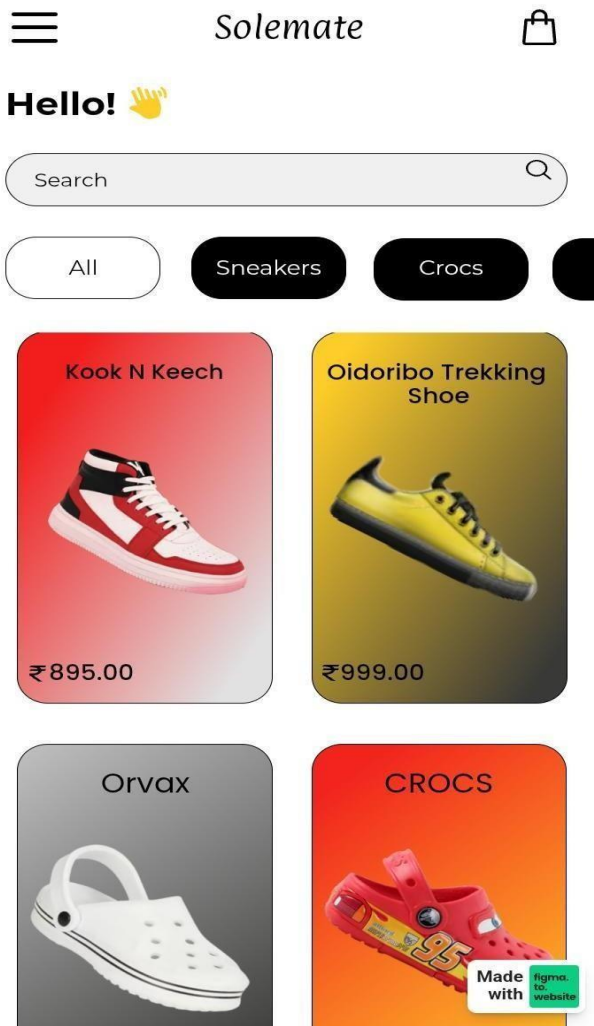 Solemate
Hello! 👋
Search
All Sneakers Crocs
Kook N Keech
Oidoribo Trekking
Shoe
₹895.00
₹999.00
Orvax
CROCS
95
Made
with
figma.
to.
website